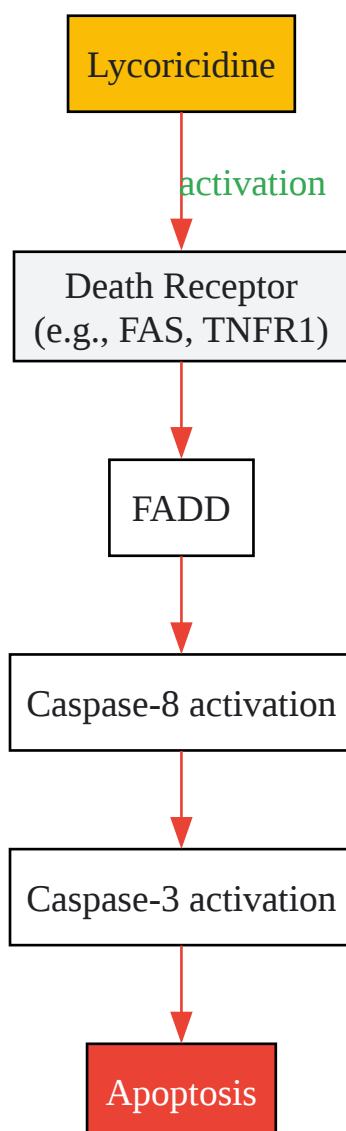 Lycoricidine
activation
Death Receptor
(e.g., FAS, TNFR1)
FADD
Caspase-8 activation
Caspase-3 activation
Apoptosis